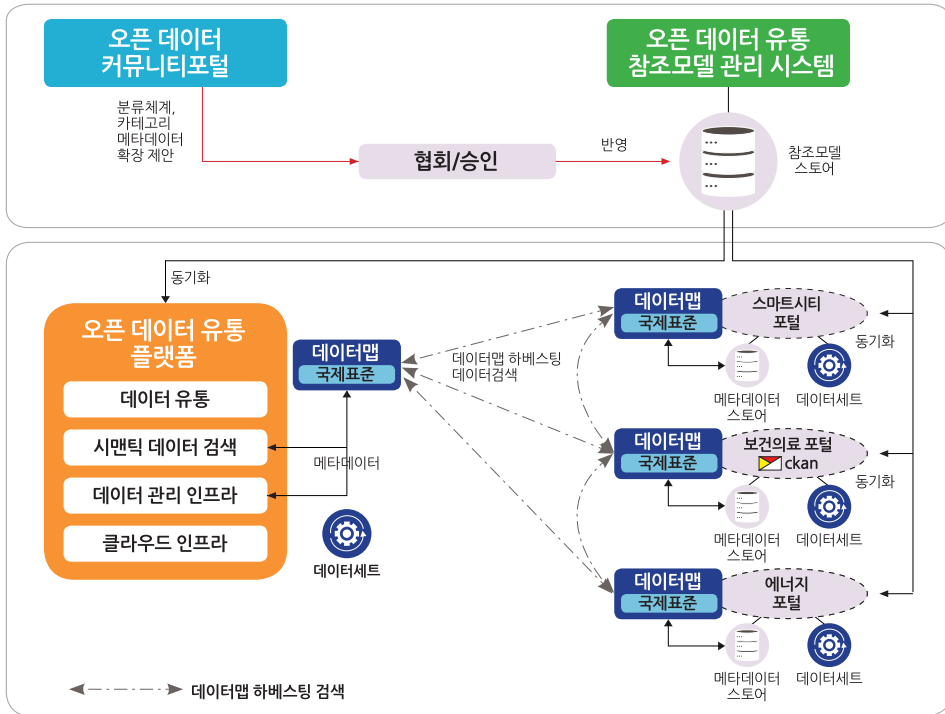 오픈 데이터
커뮤니티포털
오픈 데이터 유통
참조모델 관리 시스템
분류체계,
카테고리
메타데이터
확장 제안
협회/승인
반영
참조모델
스토어
동기화
오픈 데이터 유통
플랫폼
데이터 유통
시맨틱 데이터 검색
데이터 관리 인프라
클라우드 인프라
데이터맵
국제표준
메타데이터
데이터세트
데이터맵 하베스팅
데이터검색
데이터맵
국제표준
스마트시티
포털
동기화
메타데이터
스토어
데이터세트
데이터맵
국제표준
보건의료 포털
ckan
동기화
메타데이터
스토어
데이터세트
데이터맵
국제표준
에너지
포털
메타데이터
스토어
데이터세트
데이터맵 하베스팅 검색